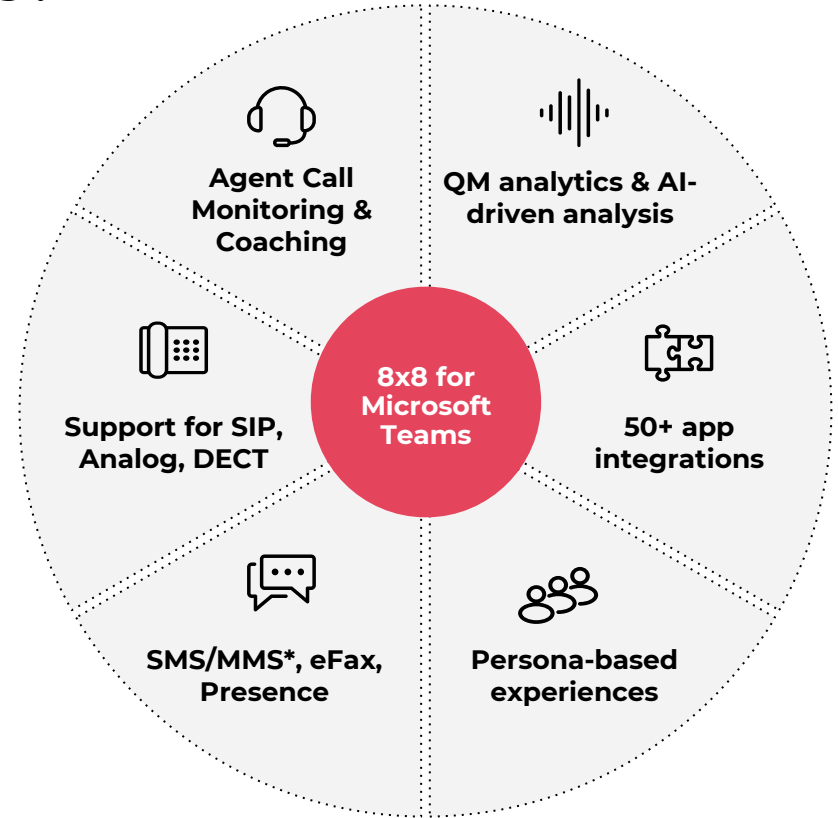 Agent Call
Monitoring &
Coaching
QM analytics & AI-
driven analysis
Support for SIP,
Analog, DECT
8x8 for
Microsoft
Teams
50+ app
integrations
SMS/MMS*, eFax,
Presence
Persona-based
experiences